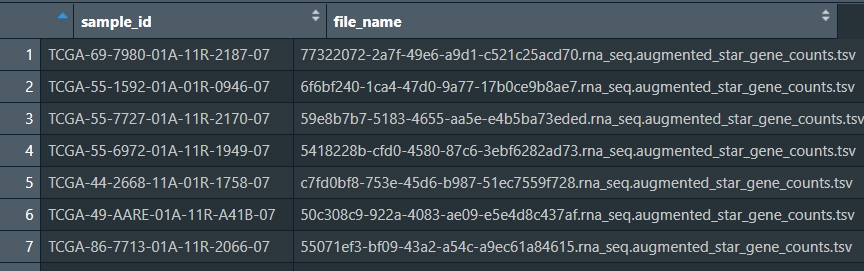 sample_id file_name
1 TCGA-69-7980-01A-11R-2187-07 77322072-2a7f-49e6-a9d1-c521c25acd70.rna_seq.augmented_star_gene_counts.tsv
2 TCGA-55-1592-01A-01R-0946-07 6f6bf240-1ca4-47d0-9a77-17b0ce9b8ae7.rna_seq.augmented_star_gene_counts.tsv
3 TCGA-55-7727-01A-11R-2170-07 59e8b7b7-5183-4655-aa5e-e4b5ba73eded.rna_seq.augmented_star_gene_counts.tsv
4 TCGA-55-6972-01A-11R-1949-07 5418228b-cfd0-4580-87c6-3ebf6282ad73.rna_seq.augmented_star_gene_counts.tsv
5 TCGA-44-2668-11A-01R-1758-07 c7fd0bf8-753e-45d6-b987-51ec7559f728.rna_seq.augmented_star_gene_counts.tsv
6 TCGA-49-AARE-01A-11R-A41B-07 50c308c9-922a-4083-ae09-e5e4d8c437af.rna_seq.augmented_star_gene_counts.tsv
7 TCGA-86-7713-01A-11R-2066-07 55071ef3-bf09-43a2-a54c-a9ec61a84615.rna_seq.augmented_star_gene_counts.tsv